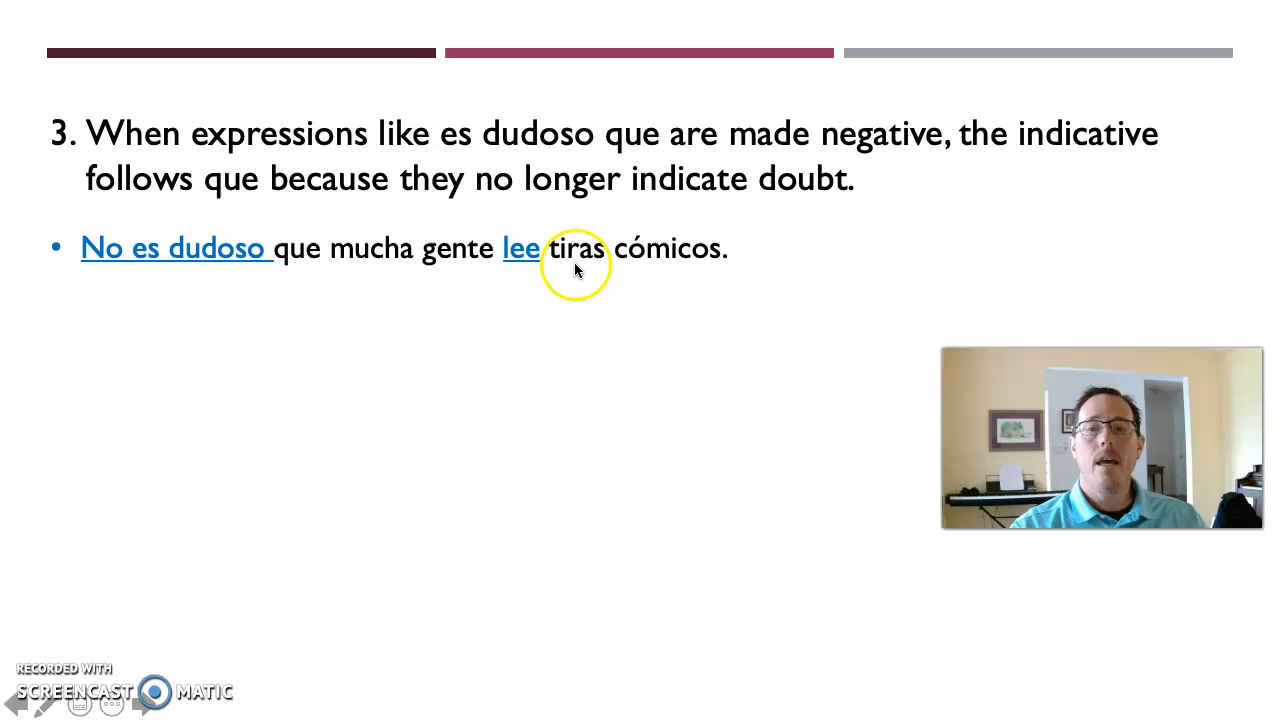 3. When expressions like es dudoso que are made negative, the indicative
follows que because they no longer indicate doubt.
• No es dudoso que mucha gente lee tiras cómicos.
RECORDED WITH
SCREENCAST MATIC